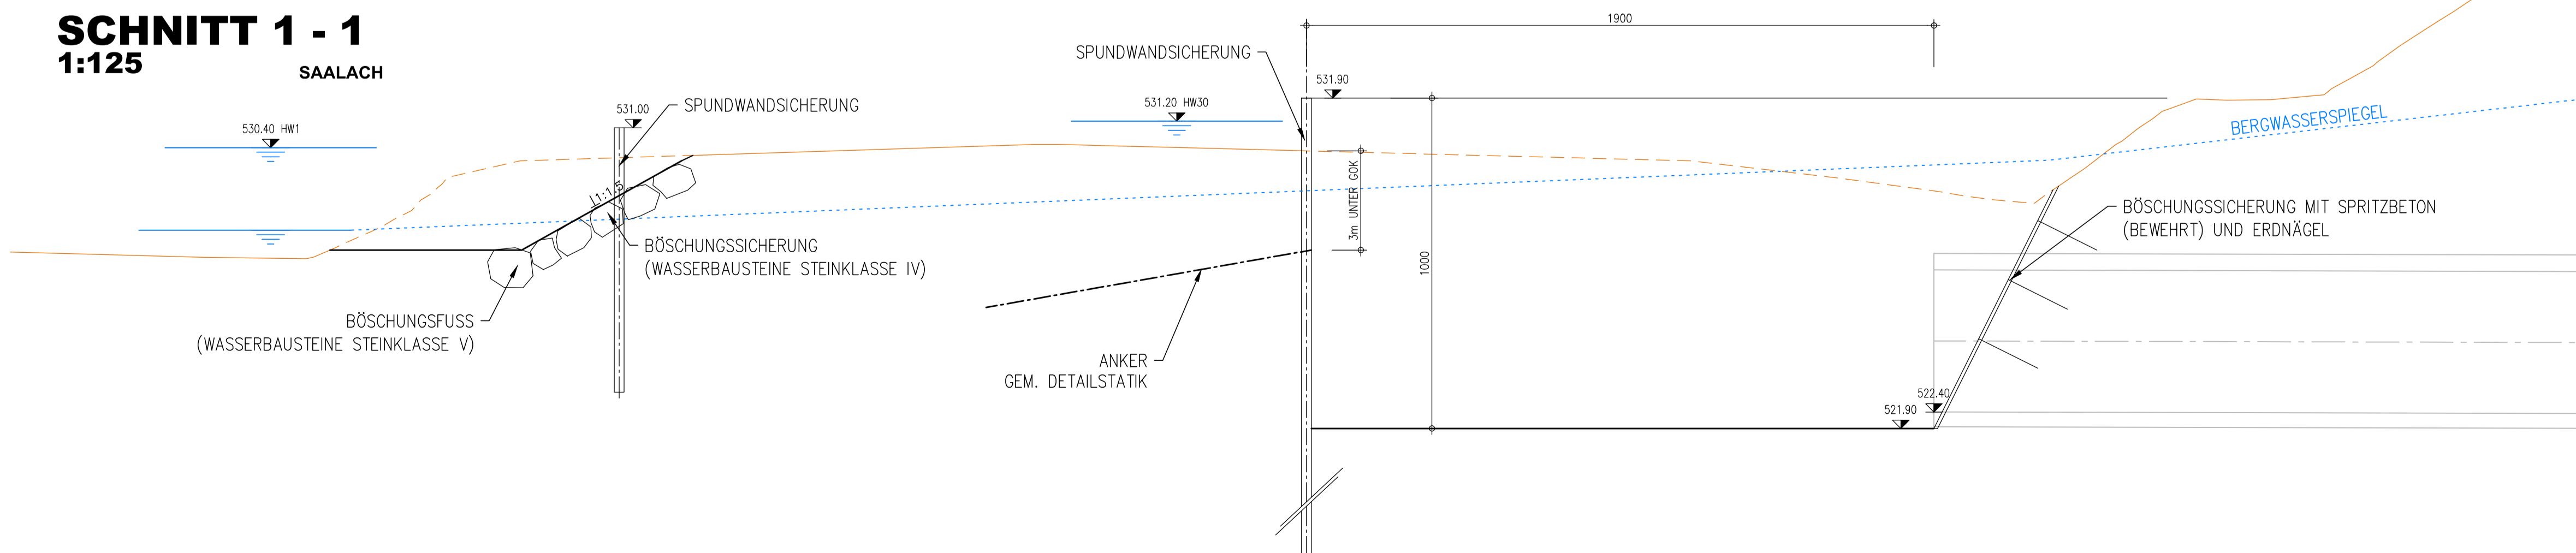 SCHNITT 1 - 1
1:125
SAALACH
530.40 HW1
531.00
SPUNDWANDSICHERUNG
1:1.5
BÖSCHUNGSSICHERUNG
(WASSERBAUSTEINE STEINKLASSE IV)
BÖSCHUNGSFUSS
(WASSERBAUSTEINE STEINKLASSE V)
SPUNDWANDSICHERUNG
531.20 HW30
531.90
1900
3m UNTER GOK
1000
ANKER
GEM. DETAILSTATIK
BERGWASSERSPIEGEL
BÖSCHUNGSSICHERUNG MIT SPRITZBETON
(BEWEHRT) UND ERDNÄGEL
522.40
521.90